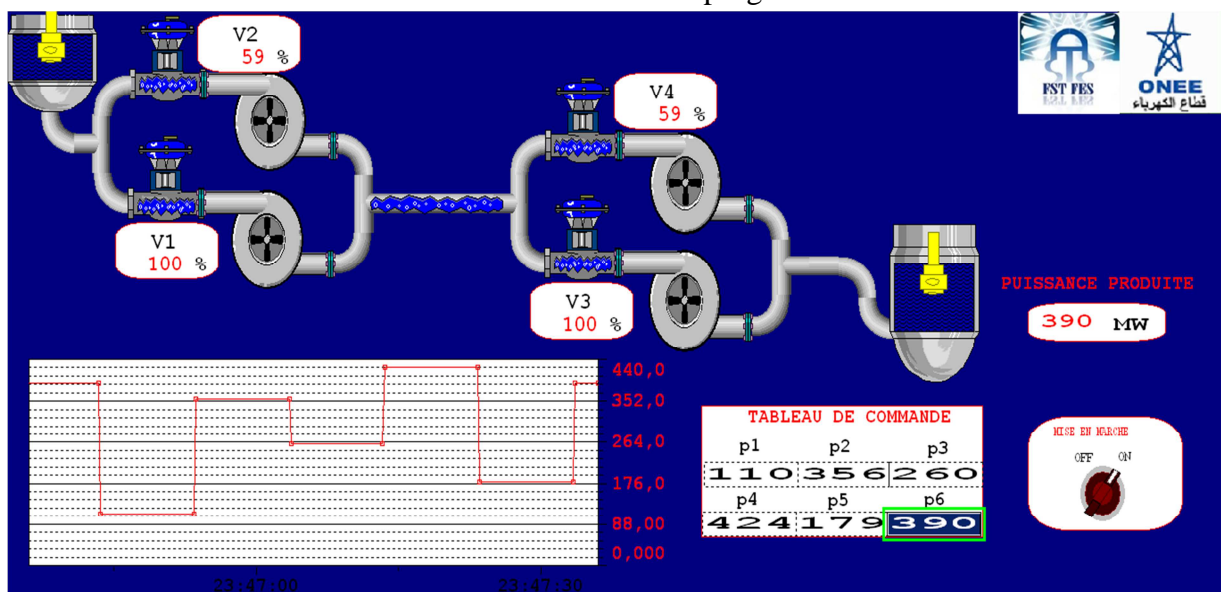 V2
59 %
V1
100 %
V4
59 %
V3
100 %
FST FES
ONEE
قطاع الكهرباء
PUISSANCE PRODUITE
390 MW
440,0
352,0
264,0
176,0
88,00
0,000
23:47:00
23:47:30
TABLEAU DE COMMANDE
p1 p2 p3
110 356 260
p4 p5 p6
424 179 390
MISE EN MARCHE
OFF ON